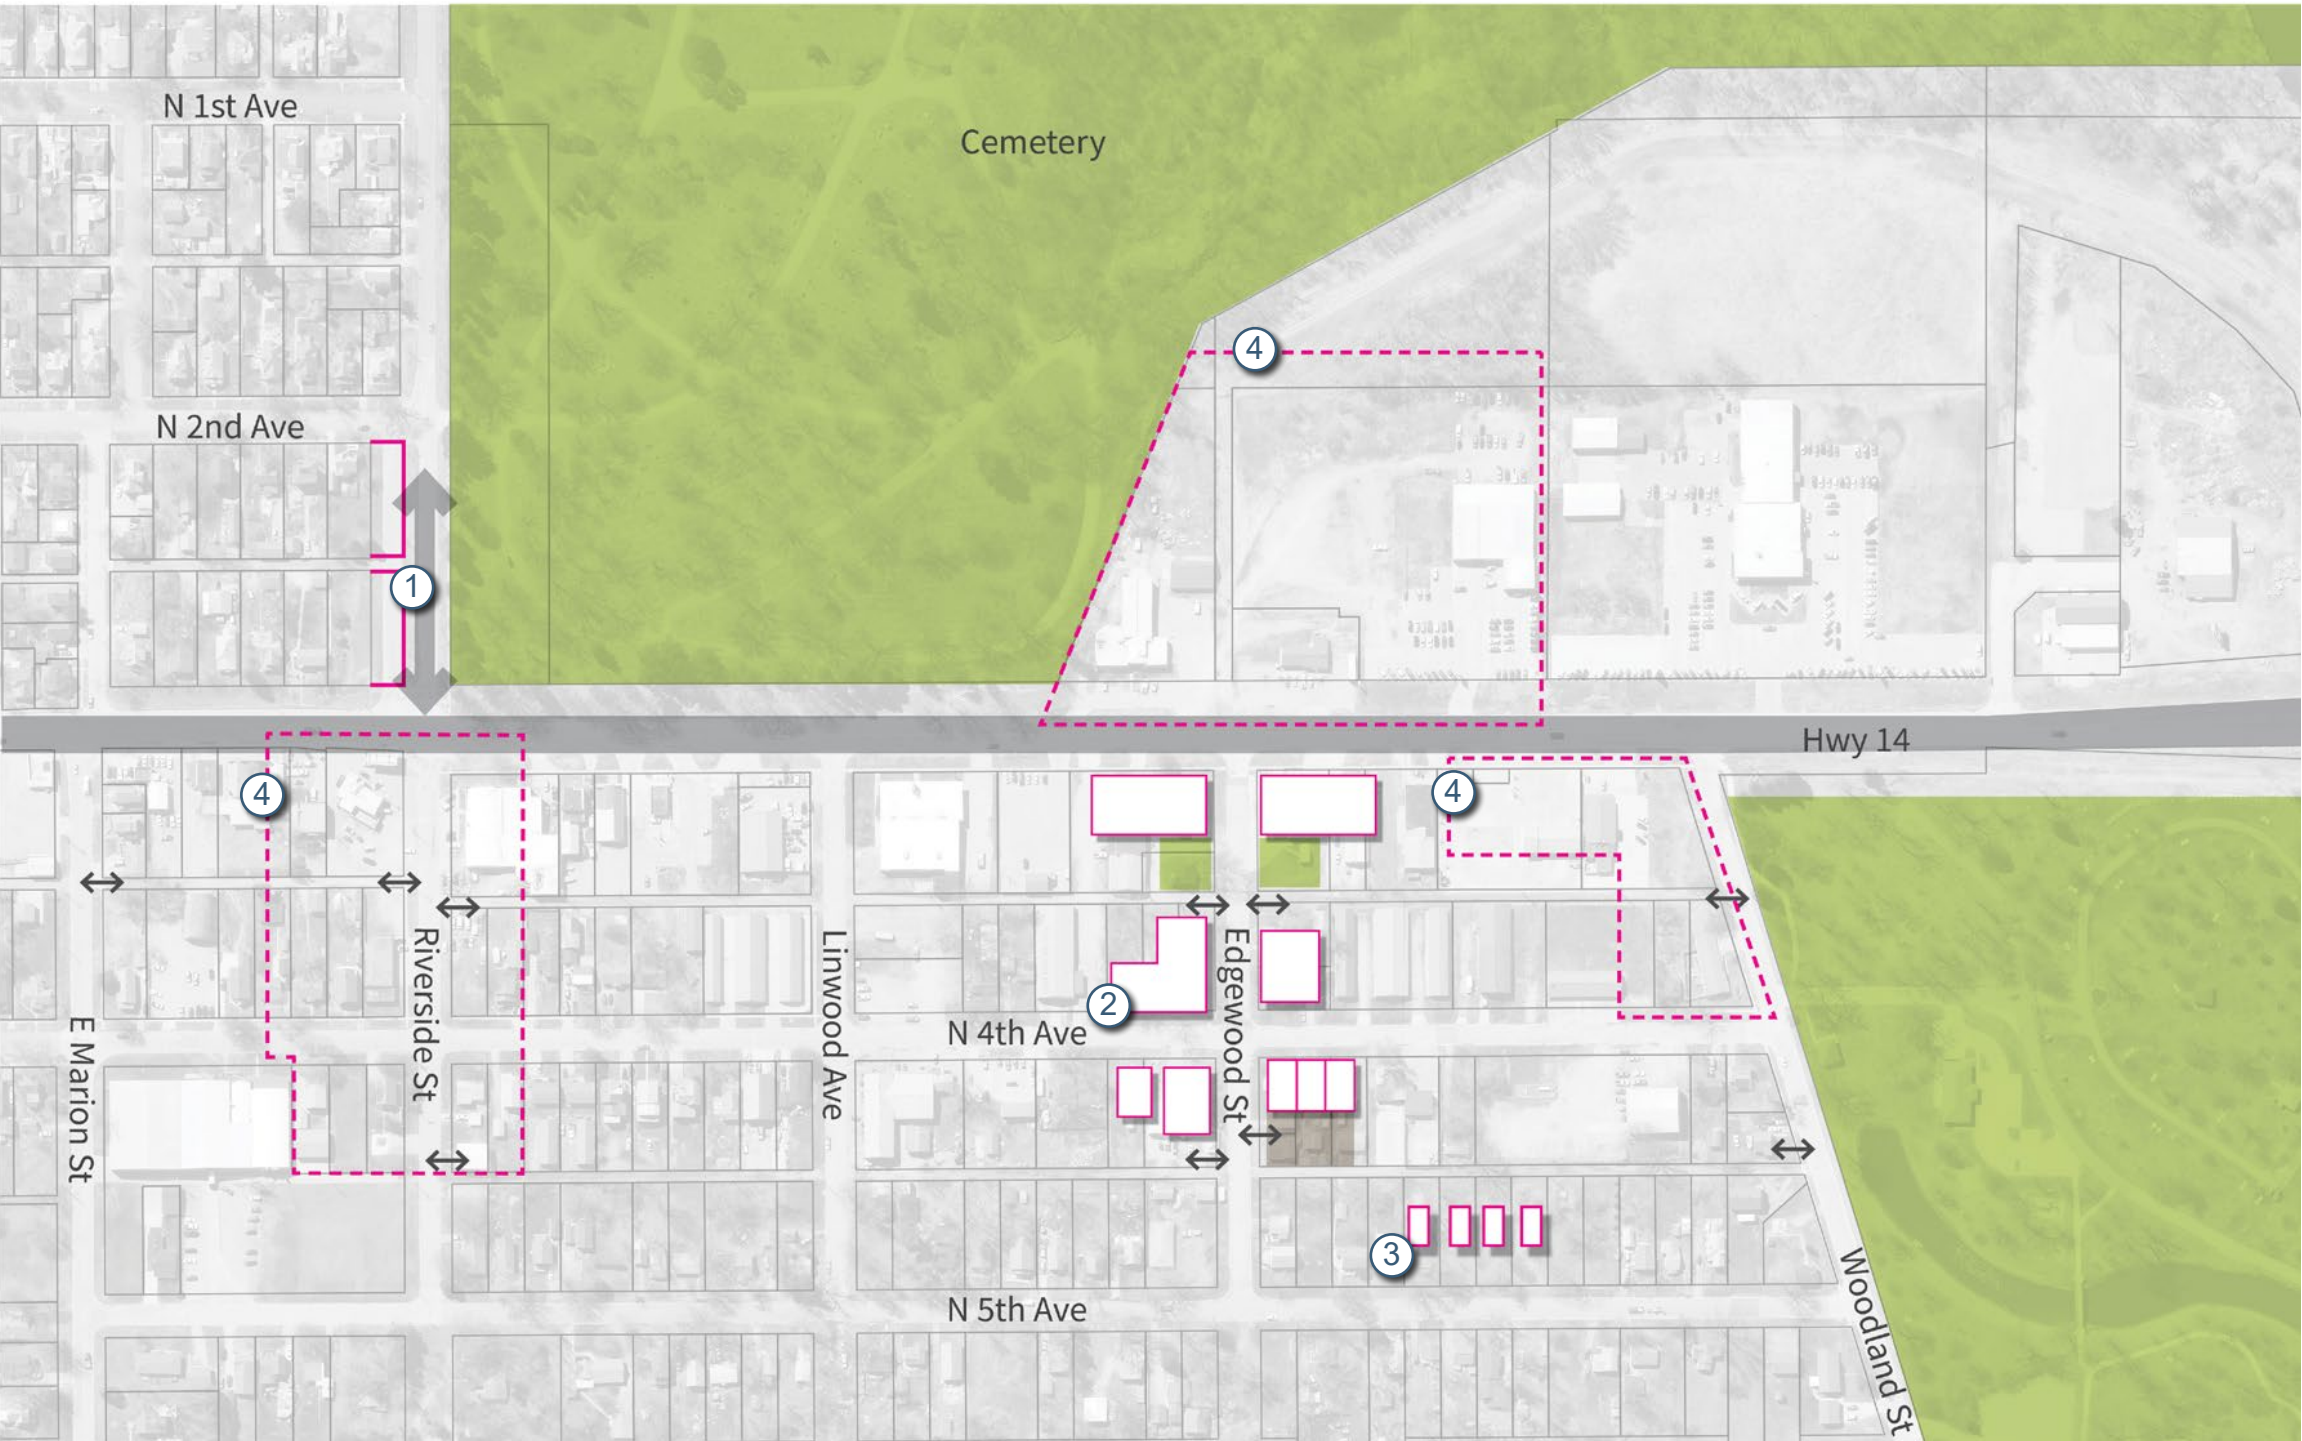 N 1st Ave
Cemetery
4
N 2nd Ave
1
Hwy 14
4
4
Riverside St
Linwood Ave
Edgewood St
2
N 4th Ave
E Marion St
3
Woodland St
N 5th Ave